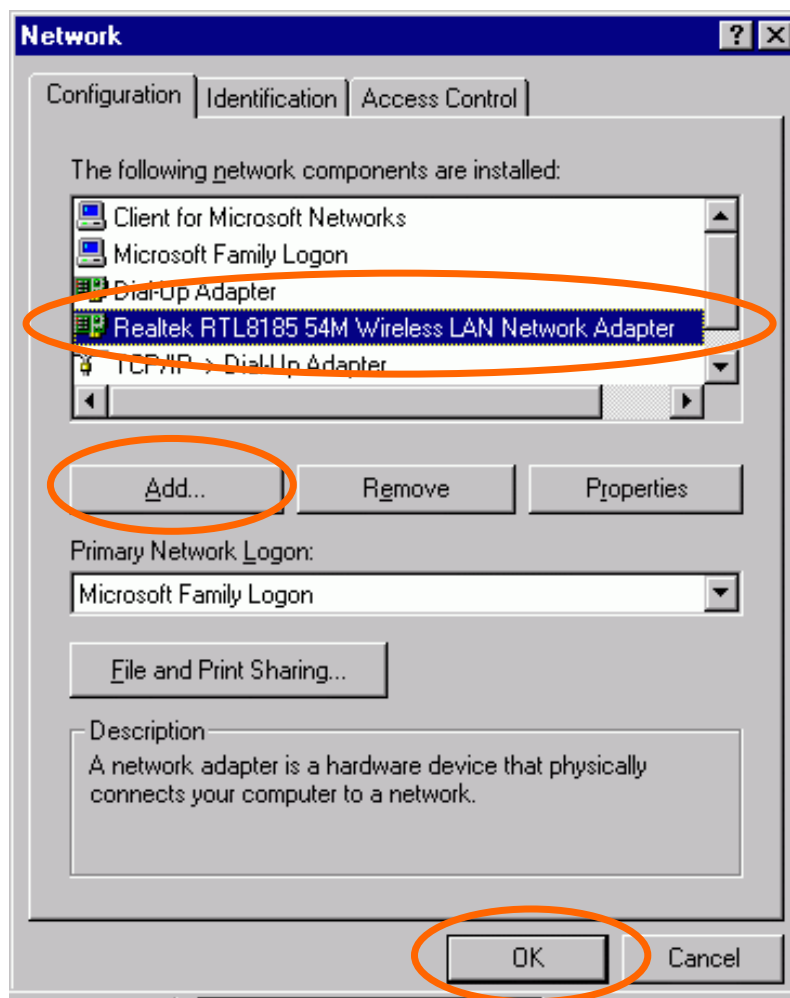 Network
Configuration Identification Access Control
The following network components are installed:
Client for Microsoft Networks
Microsoft Family Logon
Dial-Up Adapter
Realtek RTL8185 54M Wireless LAN Network Adapter
TCP/IP -> Dial-Up Adapter
Add... Remove Properties
Primary Network Logon:
Microsoft Family Logon
File and Print Sharing...
Description
A network adapter is a hardware device that physically
connects your computer to a network.
OK Cancel